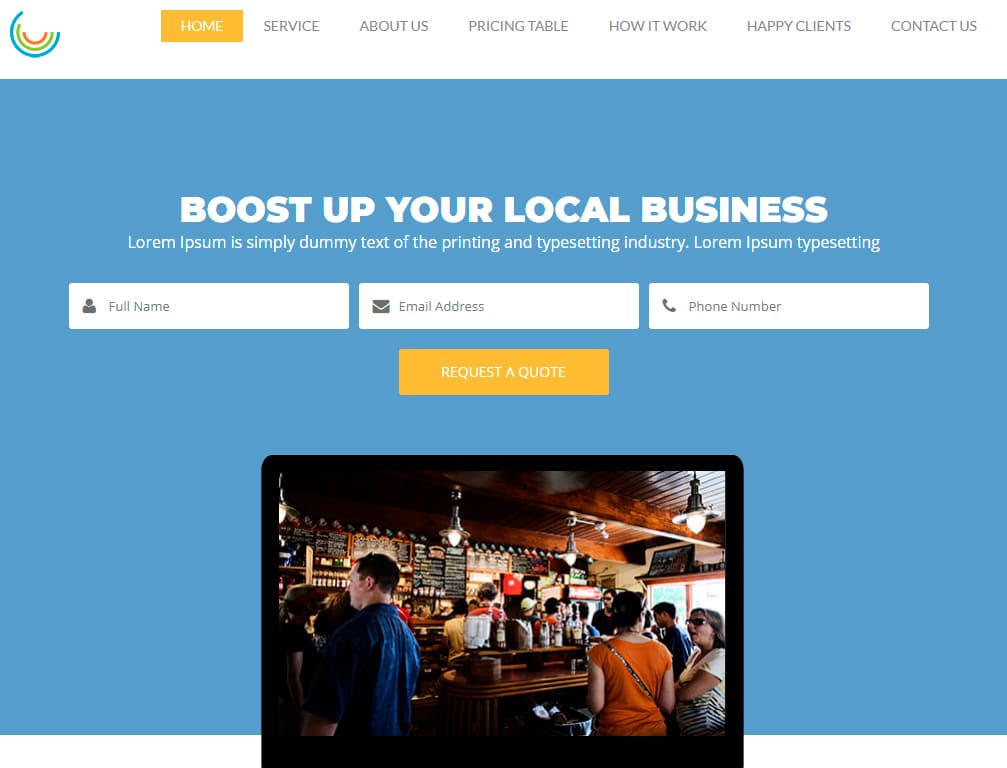 HOME SERVICE ABOUT US PRICING TABLE HOW IT WORK HAPPY CLIENTS CONTACT US
BOOST UP YOUR LOCAL BUSINESS
Lorem Ipsum is simply dummy text of the printing and typesetting industry. Lorem Ipsum typesetting
Full Name Email Address Phone Number
REQUEST A QUOTE